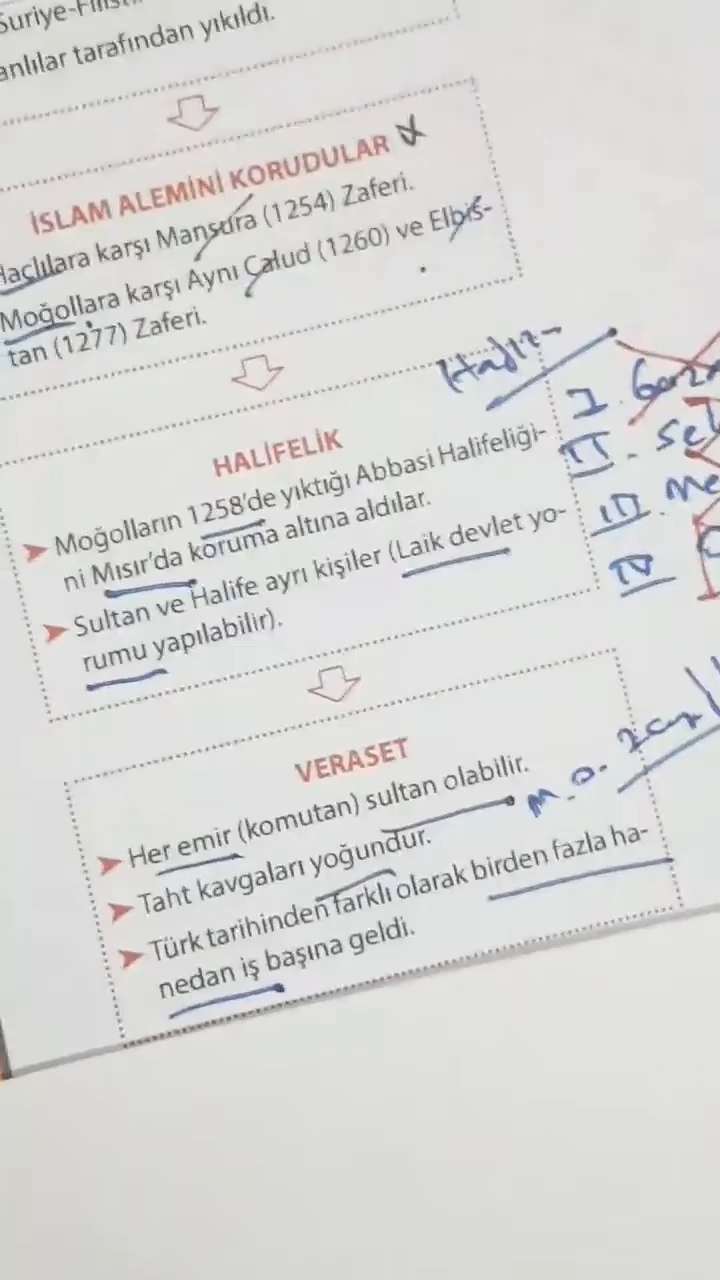 Suriye-Filis
anlılar tarafından yıkıldı.
İSLAM ALEMİNİ KORUDULAR
Haçlılara karşı Mansura (1254) Zaferi.
Moğollara karşı Aynı Calud (1260) ve Elbis-
tan (1277) Zaferi.
HALİFELİK
Moğolların 1258'de yıktığı Abbasi Halifeliği-
ni Mısır'da koruma altına aldılar.
Sultan ve Halife ayrı kişiler (Laik devlet yo-
rumu yapılabilir).
I.
II. sel
III. me
IV
VERASET
Her emir (komutan) sultan olabilir.
Taht kavgaları yoğundur.
Türk tarihinden farklı olarak birden fazla ha-
nedan iş başına geldi.
m.o.